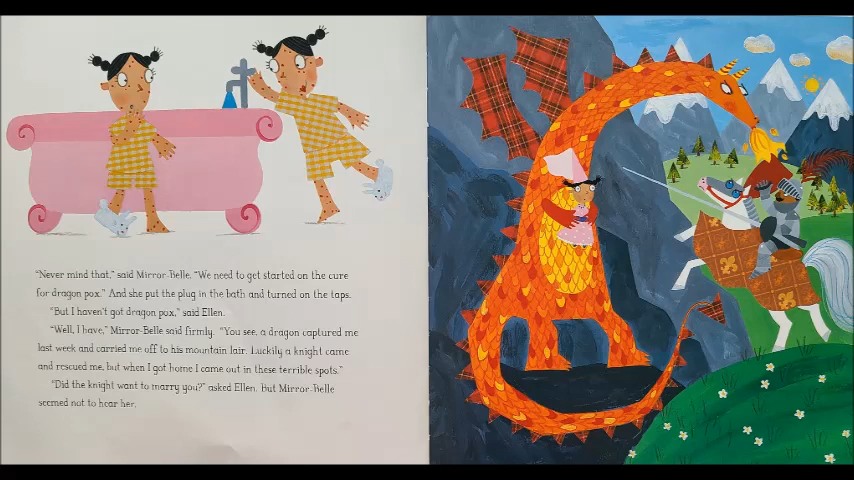 "Never mind that," said Mirror-Belle. "We need to get started on the cure
for dragon pox." And she put the plug in the bath and turned on the taps.
"But I haven't got dragon pox," said Ellen.
"Well, I have," Mirror-Belle said firmly. "You see, a dragon captured me
last week and carried me off to his mountain lair. Luckily a knight came
and rescued me, but when I got home I came out in these terrible spots."
"Did the knight want to marry you?" asked Ellen. But Mirror-Belle
seemed not to hear her.